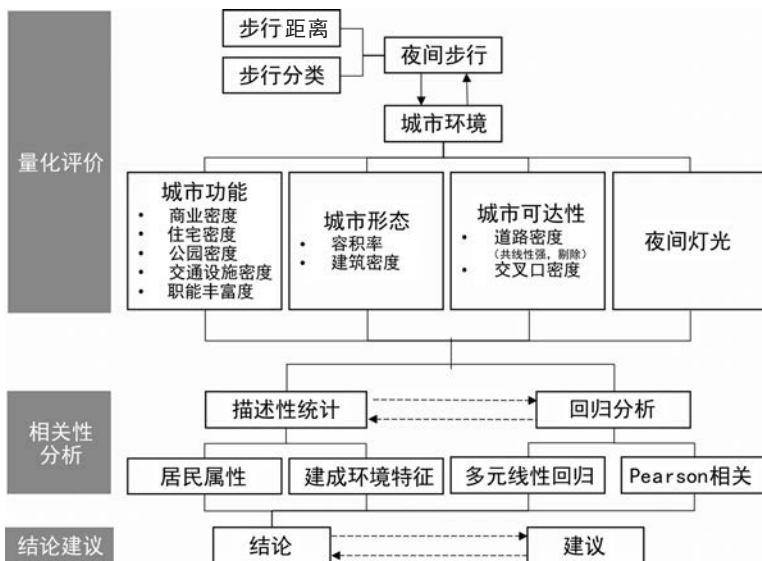 量化评价
步行距离
步行分类
夜间步行
城市环境
城市功能
• 商业密度
• 住宅密度
• 公园密度
• 交通设施密度
• 职能丰富度
城市形态
• 容积率
• 建筑密度
城市可达性
• 道路密度
（共线性强，剔除）
• 交叉口密度
夜间灯光
相关性
分析
描述性统计
回归分析
居民属性
建成环境特征
多元线性回归
Pearson相关
结论建议
结论
建议